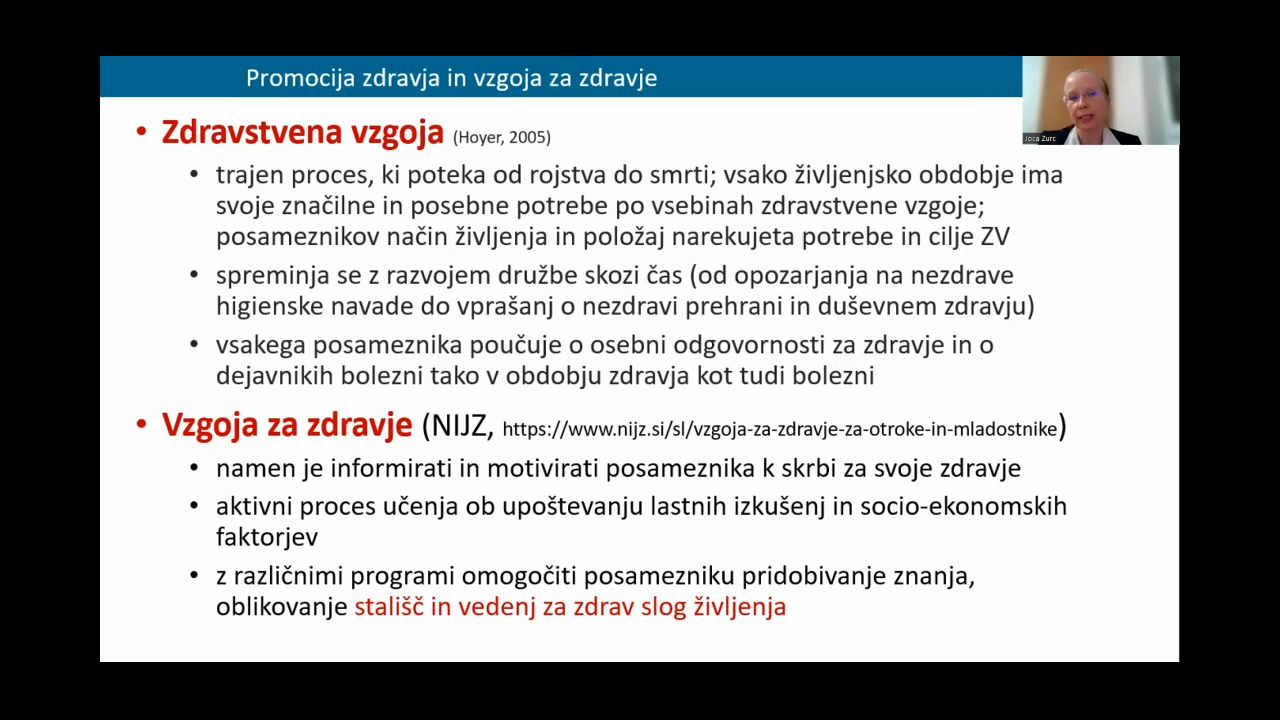 Promocija zdravja in vzgoja za zdravje
Joca Zurc
• Zdravstvena vzgoja (Hoyer, 2005)
• trajen proces, ki poteka od rojstva do smrti; vsako življenjsko obdobje ima
svoje značilne in posebne potrebe po vsebinah zdravstvene vzgoje;
posameznikov način življenja in položaj narekujeta potrebe in cilje ZV
• spreminja se z razvojem družbe skozi čas (od opozarjanja na nezdrave
higienske navade do vprašanj o nezdravi prehrani in duševnem zdravju)
• vsakega posameznika poučuje o osebni odgovornosti za zdravje in o
dejavnikih bolezni tako v obdobju zdravja kot tudi bolezni
• Vzgoja za zdravje (NIJZ, https://www.nijz.si/sl/vzgoja-za-zdravje-za-otroke-in-mladostnike)
• namen je informirati in motivirati posameznika k skrbi za svoje zdravje
• aktivni proces učenja ob upoštevanju lastnih izkušenj in socio-ekonomskih
faktorjev
• z različnimi programi omogočiti posamezniku pridobivanje znanja,
oblikovanje stališč in vedenj za zdrav slog življenja